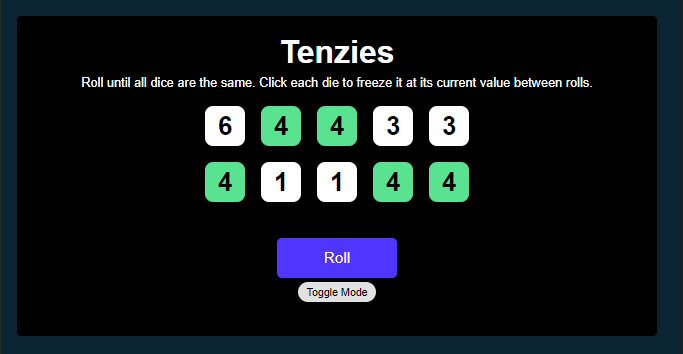 Tenzies
Roll until all dice are the same. Click each die to freeze it at its current value between rolls.
6 4 4 3 3
4 1 1 4 4
Roll
Toggle Mode